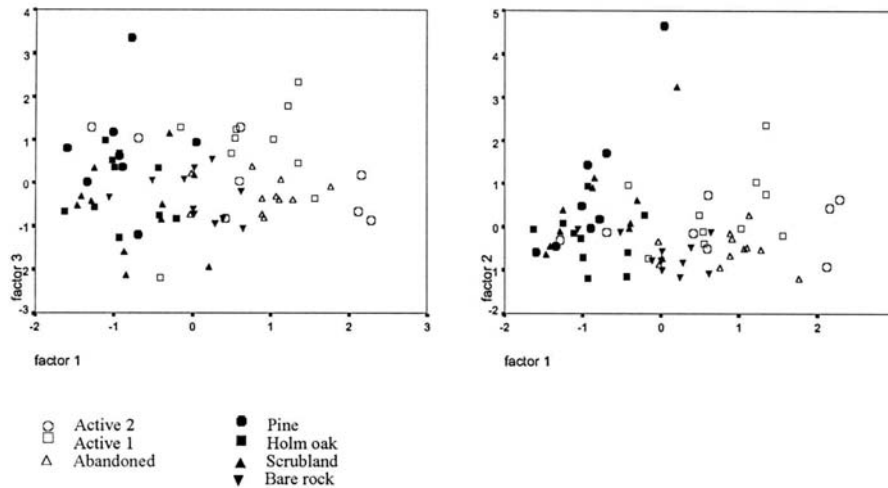 4
3
2
1
0
-1
-2
-3
factor 3
-2 -1 0 1 2 3
factor 1
5
4
3
2
1
0
-1
-2
factor 2
-2 -1 0 1 2
factor 1
Active 2
Active 1
Abandoned
Pine
Holm oak
Scrubland
Bare rock